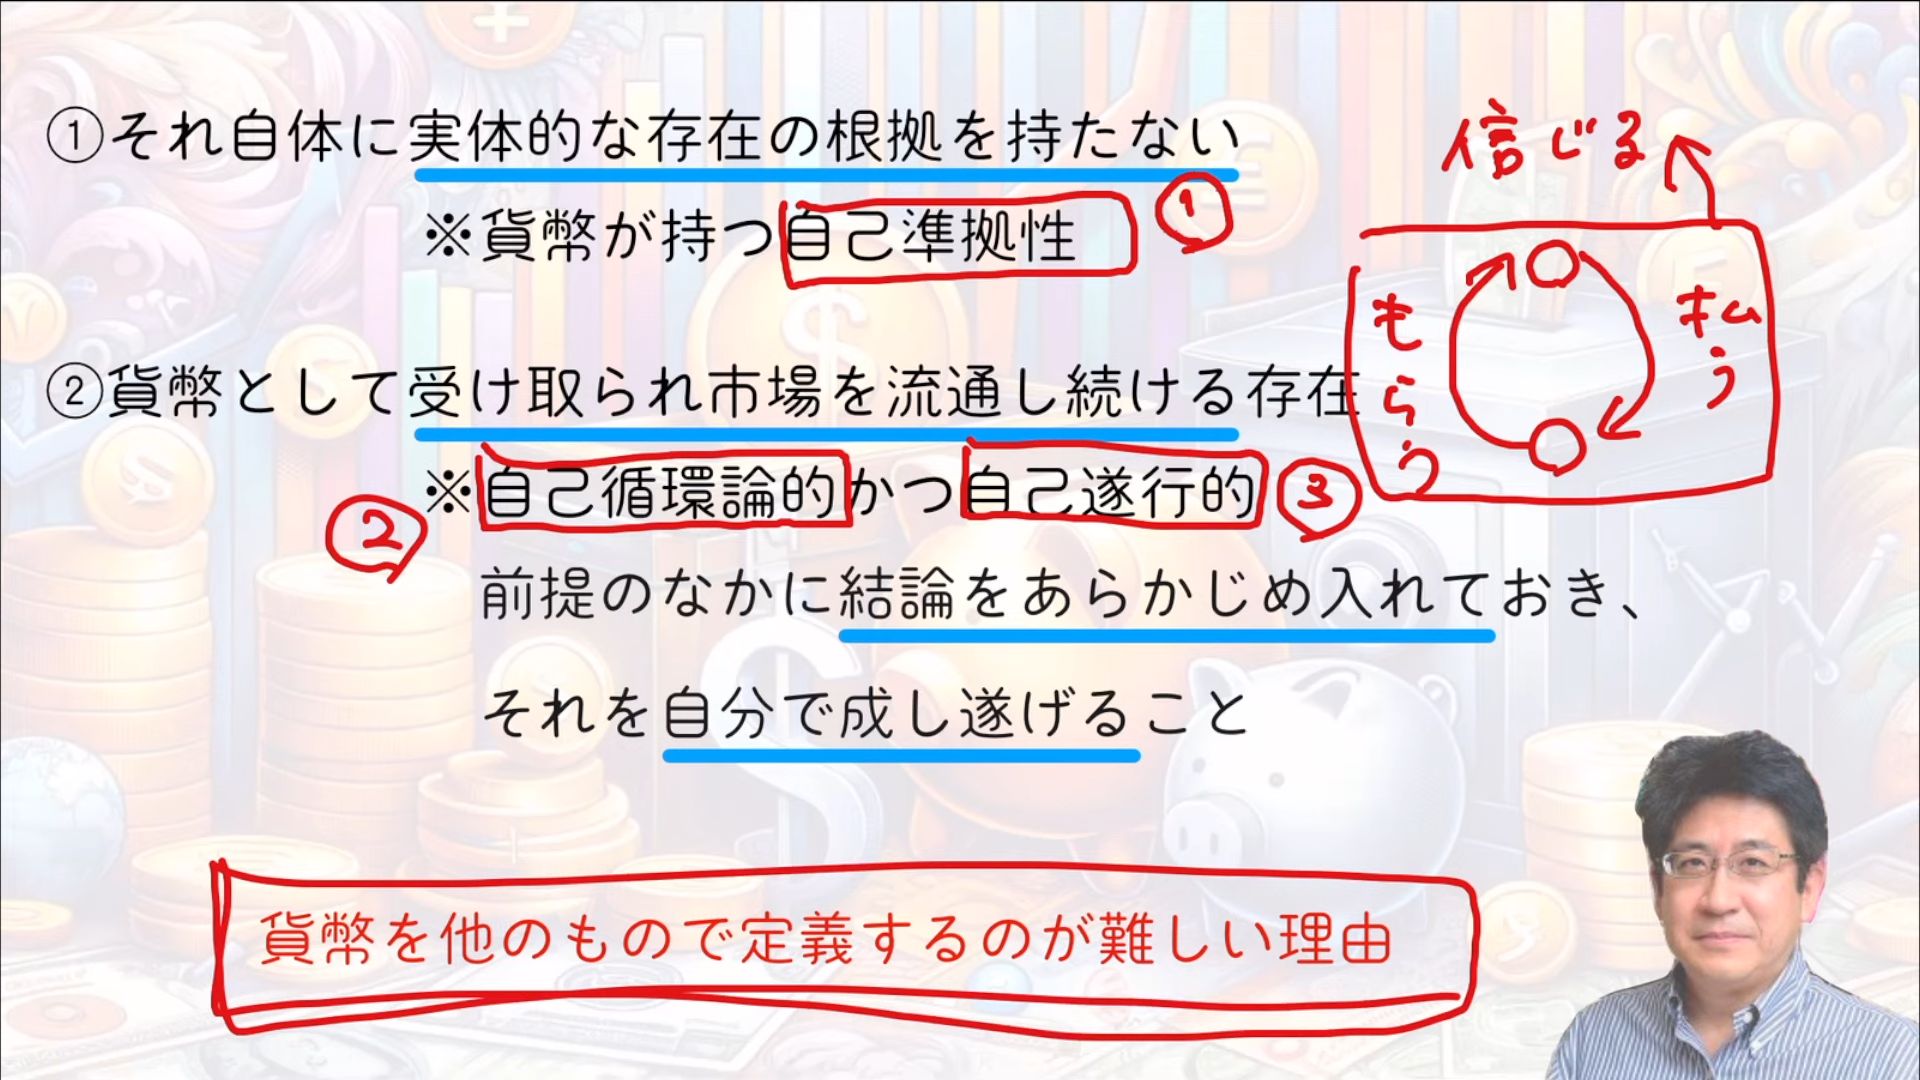 ①それ自体に実体的な存在の根拠を持たない
※貨幣が持つ自己準拠性
1
②貨幣として受け取られ市場を流通し続ける存在
※自己循環論的かつ自己遂行的
2
3
前提のなかに結論をあらかじめ入れておき、
それを自分で成し遂げること
貨幣を他のもので定義するのが難しい理由
信じる
もらう
払う